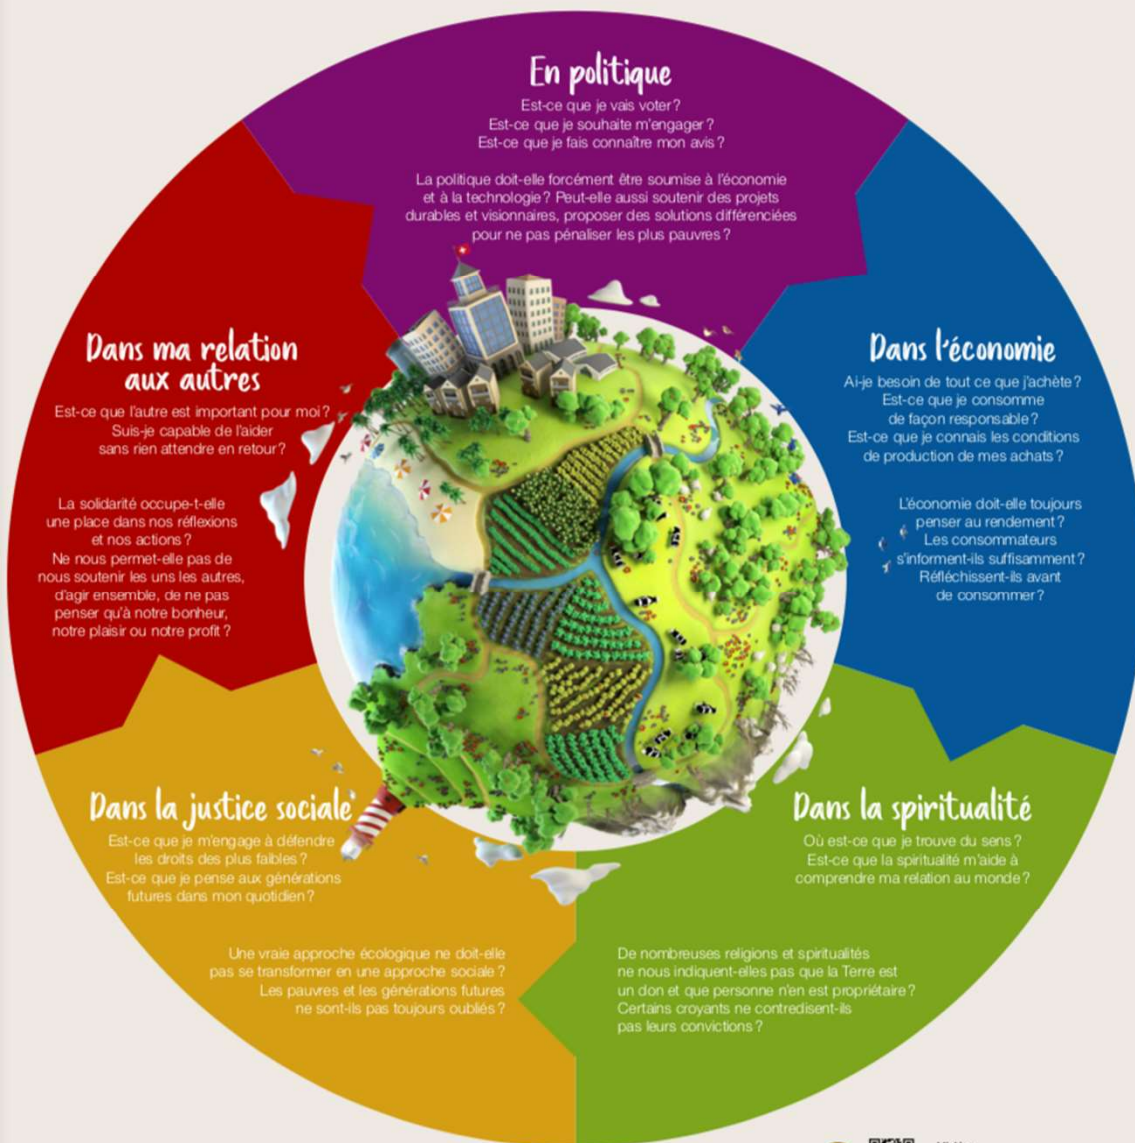 En politique
Est-ce que je vais voter ?
Est-ce que je souhaite m'engager ?
Est-ce que je fais connaître mon avis ?
La politique doit-elle forcément être soumise à l'économie
et à la technologie ? Peut-elle aussi soutenir des projets
durables et visionnaires, proposer des solutions différenciées
pour ne pas pénaliser les plus pauvres ?
Dans l'économie
Ai-je besoin de tout ce que j'achète ?
Est-ce que je consomme
de façon responsable ?
Est-ce que je connais les conditions
de production de mes achats ?
L'économie doit-elle toujours
penser au rendement ?
Les consommateurs
s'informent-ils suffisamment ?
Réfléchissent-ils avant
de consommer ?
Dans la spiritualité
Où est-ce que je trouve du sens ?
Est-ce que la spiritualité m'aide à
comprendre ma relation au monde ?
De nombreuses religions et spiritualités
ne nous indiquent-elles pas que la Terre est
un don et que personne n'en est propriétaire ?
Certains croyants ne contredisent-ils
pas leurs convictions ?
Dans la justice sociale
Est-ce que je m'engage à défendre
les droits des plus faibles ?
Est-ce que je pense aux générations
futures dans mon quotidien ?
Une vraie approche écologique ne doit-elle
pas se transformer en une approche sociale ?
Les pauvres et les générations futures
ne sont-ils pas toujours oubliés ?
Dans ma relation
aux autres
Est-ce que l'autre est important pour moi ?
Suis-je capable de l'aider
sans rien attendre en retour ?
La solidarité occupe-t-elle
une place dans nos réflexions
et nos actions ?
Ne nous permet-elle pas de
nous soutenir les uns les autres,
d'agir ensemble, de ne pas
penser qu'à notre bonheur,
notre plaisir ou notre profit ?